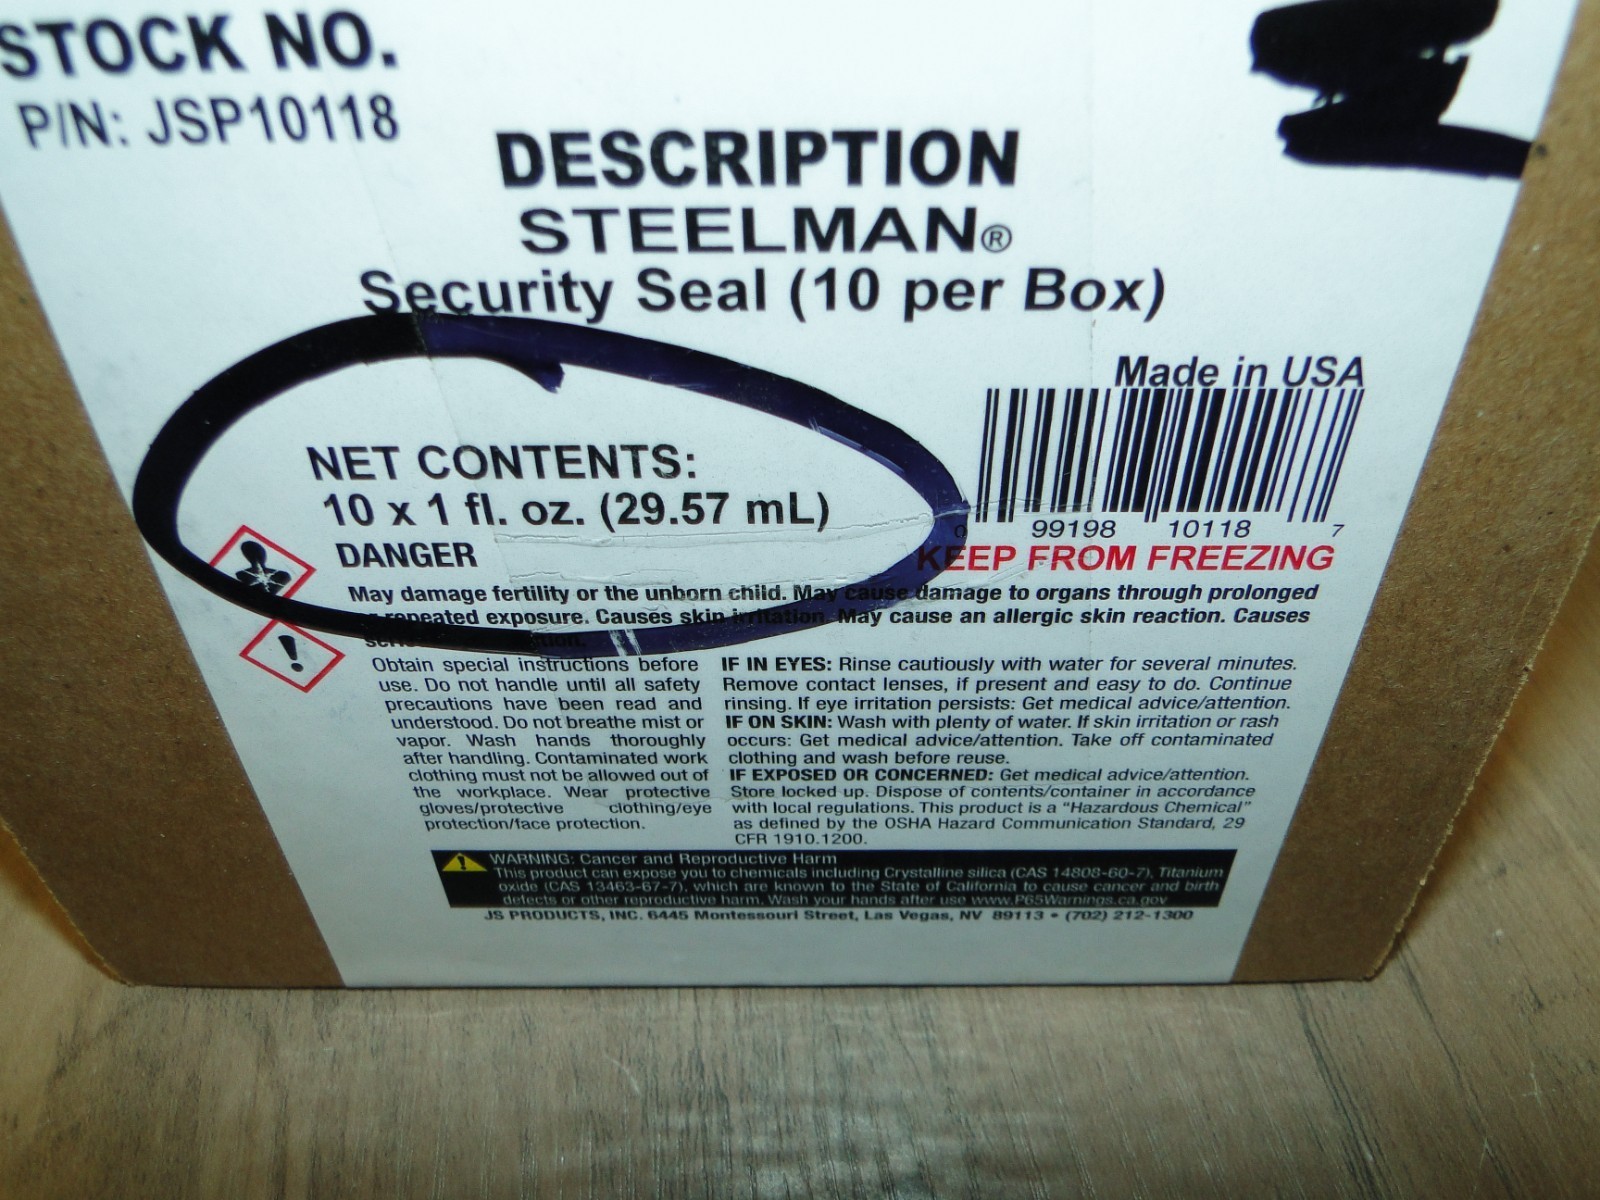 STOCK NO.
P/N: JSP10118
DESCRIPTION
STEELMAN®
Security Seal (10 per Box)
Made in USA
NET CONTENTS:
10 x 1 fl. oz. (29.57 mL)
0 99198 10118 7
KEEP FROM FREEZING
DANGER
May damage fertility or the unborn child. May cause damage to organs through prolonged
or repeated exposure. Causes skin irritation. May cause an allergic skin reaction. Causes
Obtain special instructions before
use. Do not handle until all safety
precautions have been read and
understood. Do not breathe mist or
vapor. Wash hands thoroughly
after handling. Contaminated work
clothing must not be allowed out of
the workplace. Wear protective
gloves/protective clothing/eye
protection/face protection.
IF IN EYES: Rinse cautiously with water for several minutes.
Remove contact lenses, if present and easy to do. Continue
rinsing. If eye irritation persists: Get medical advice/attention.
IF ON SKIN: Wash with plenty of water. If skin irritation or rash
occurs: Get medical advice/attention. Take off contaminated
clothing and wash before reuse.
IF EXPOSED OR CONCERNED: Get medical advice/attention.
Store locked up. Dispose of contents/container in accordance
with local regulations. This product is a "Hazardous Chemical"
as defined by the OSHA Hazard Communication Standard, 29
CFR 1910.1200.
WARNING: Cancer and Reproductive Harm
This product can expose you to chemicals including Crystalline silica (CAS 14808-60-7), Titanium
oxide (CAS 13463-67-7), which are known to the State of California to cause cancer and birth
defects or other reproductive harm, Wash your hands after use www.P65Warnings.ca.gov
JS PRODUCTS, INC. 6445 Montessouri Street, Las Vegas, NV 89113 • (702) 212-1300